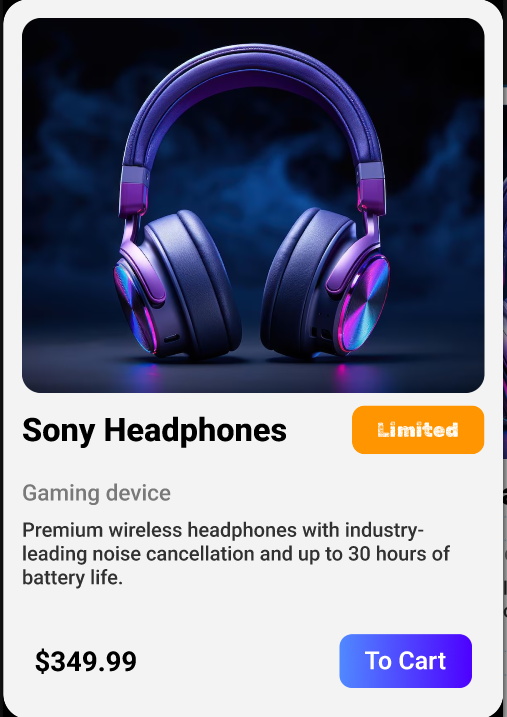 Sony Headphones
Limited
Gaming device
Premium wireless headphones with industry-
leading noise cancellation and up to 30 hours of
battery life.
$349.99
To Cart